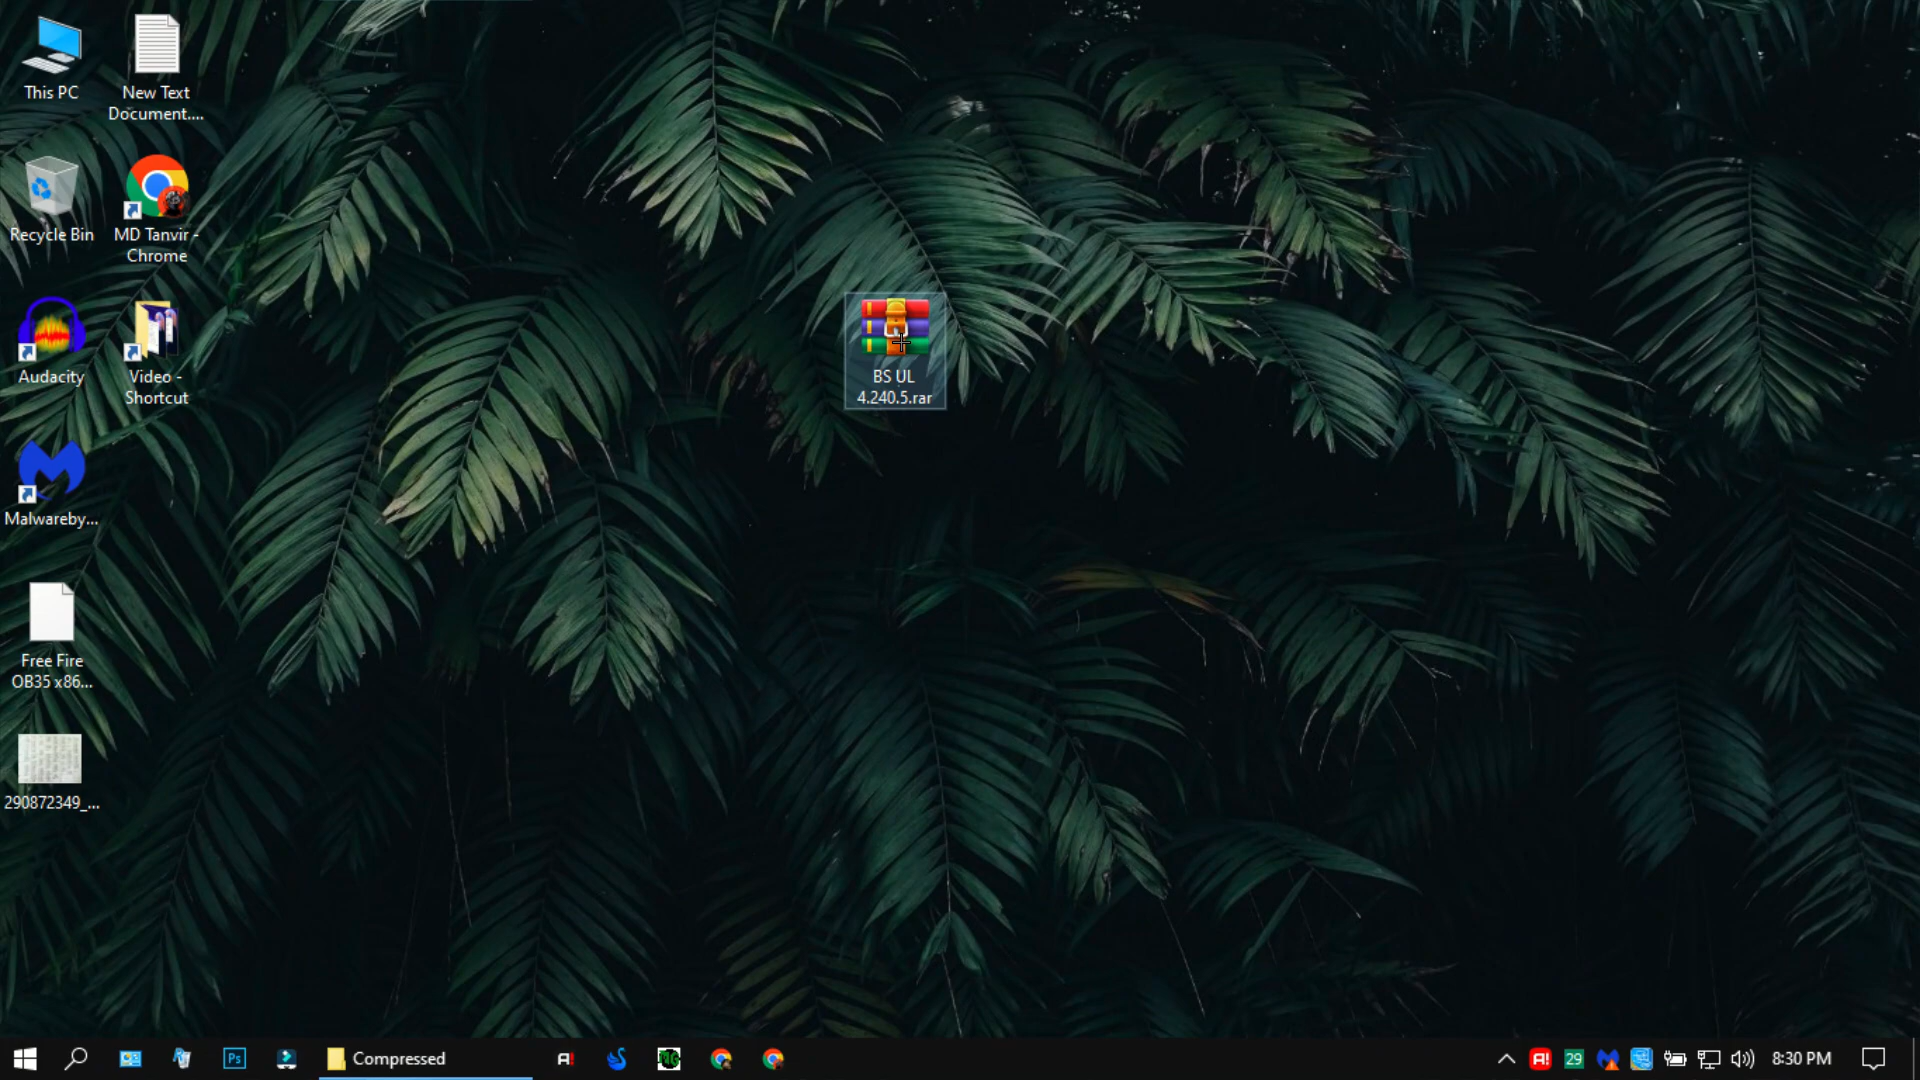 This PC
New Text
Document....
Recycle Bin
MD Tanvir -
Chrome
Audacity
Video -
Shortcut
BS UL
4.240.5.rar
Malwareby...
Free Fire
OB35 x86...
290872349_...
Ps
Compressed
A!
A!
29
8:30 PM